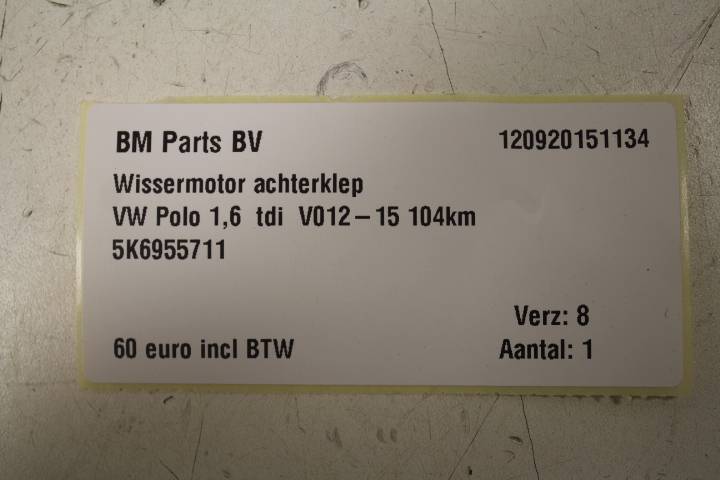 BM Parts BV 120920151134
Wissermotor achterklep
VW Polo 1,6 tdi V012-15 104km
5K6955711
Verz: 8
60 euro incl BTW Aantal: 1